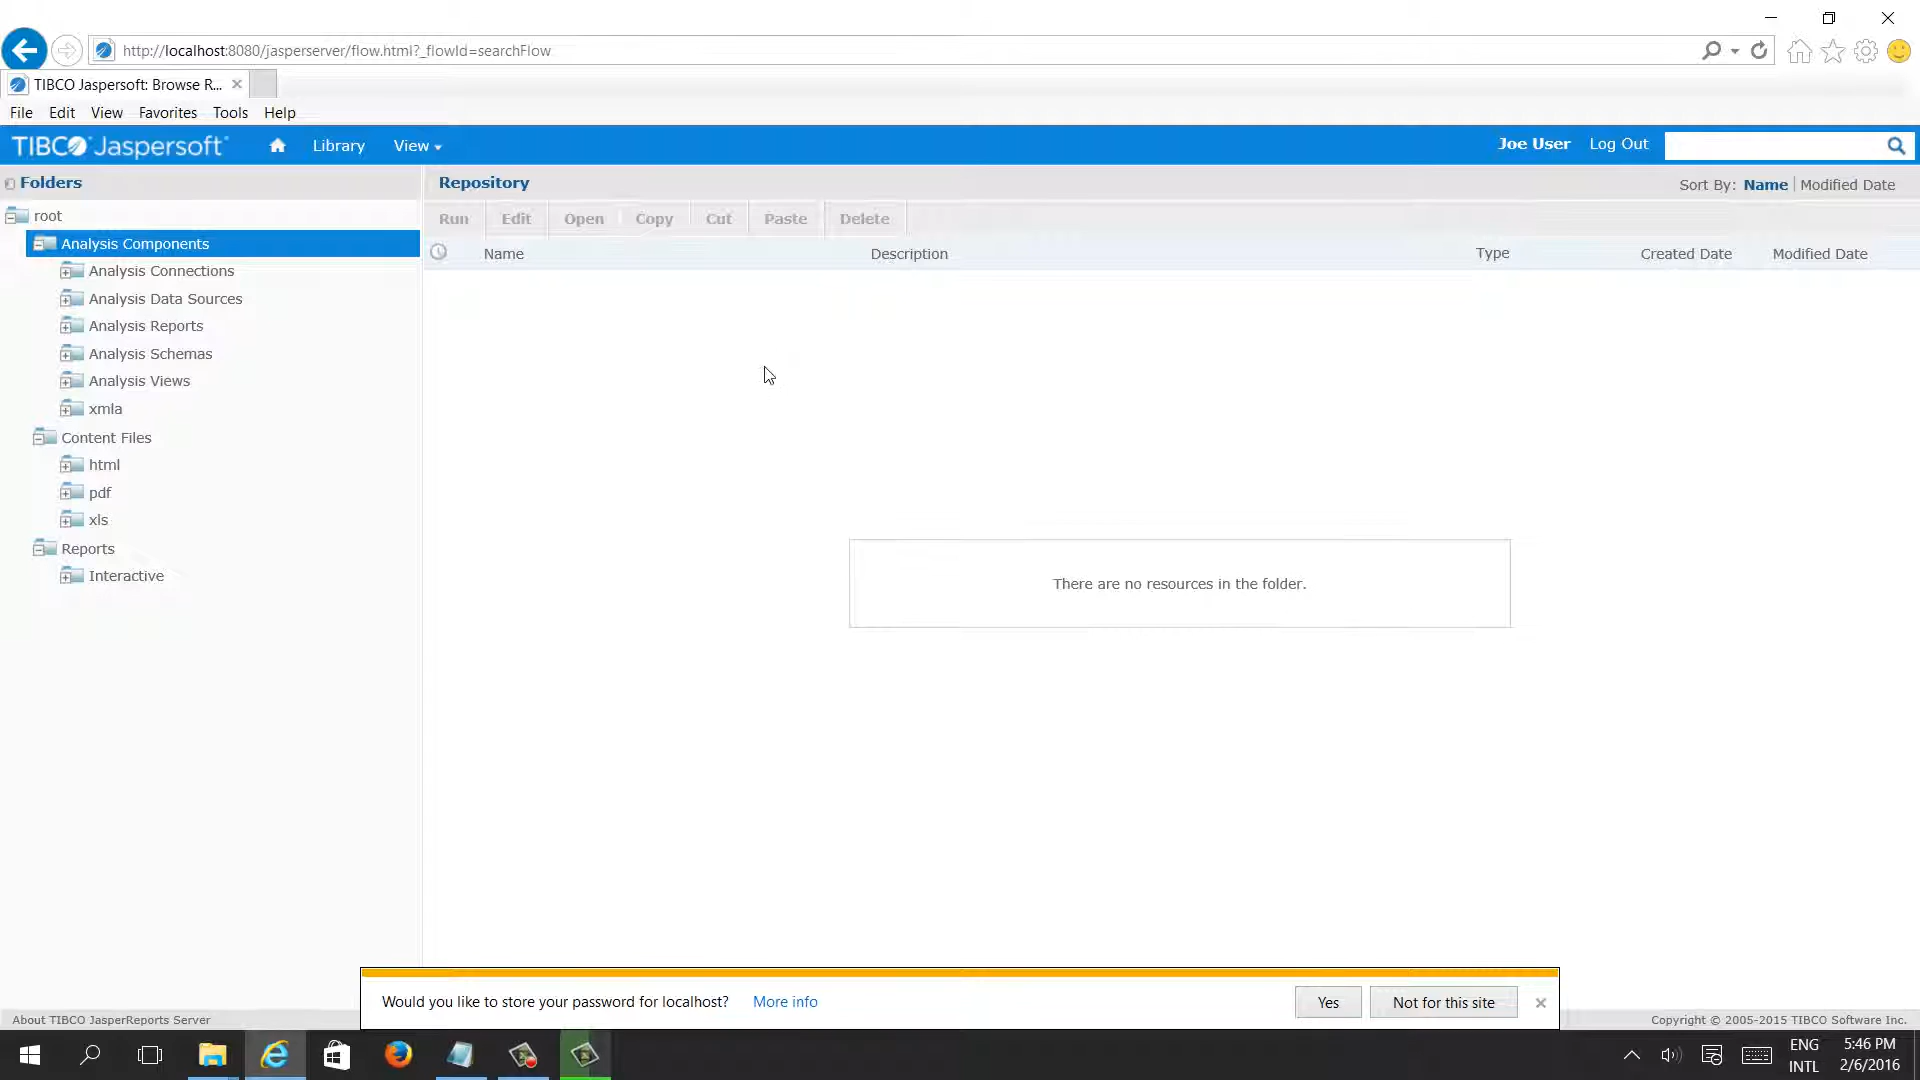 http://localhost:8080/jasperserver/flow.html?_flowId=searchFlow
TIBCO Jaspersoft: Browse R...
File Edit View Favorites Tools Help
TIBCO Jaspersoft Library View Joe User Log Out
Folders
root
Analysis Components
Analysis Connections
Analysis Data Sources
Analysis Reports
Analysis Schemas
Analysis Views
xmla
Content Files
html
pdf
xls
Reports
Interactive
Repository
Sort By: Name Modified Date
Run Edit Open Copy Cut Paste Delete
Name Description Type Created Date Modified Date
There are no resources in the folder.
Would you like to store your password for localhost? More info Yes Not for this site
About TIBCO JasperReports Server
Copyright © 2005-2015 TIBCO Software Inc.
ENG
INTL
5:46 PM
2/6/2016